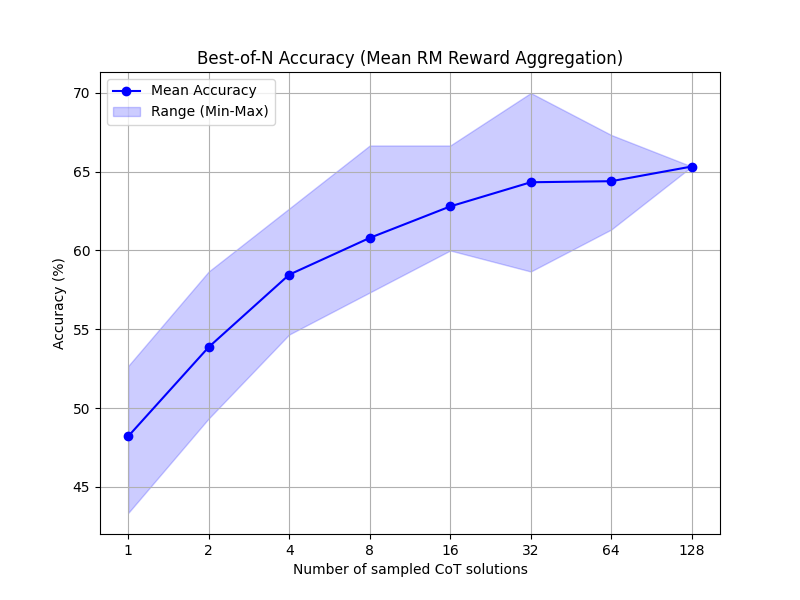 Best-of-N Accuracy (Mean RM Reward Aggregation)
Mean Accuracy
Range (Min-Max)
Accuracy (%)
70
65
60
55
50
45
1 2 4 8 16 32 64 128
Number of sampled CoT solutions